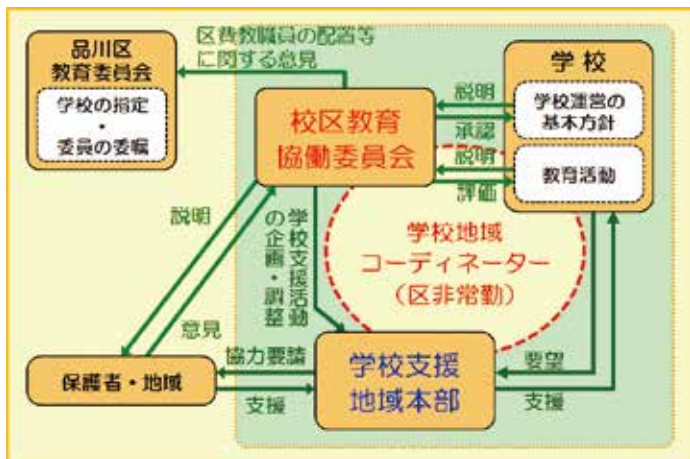 品川区
教育委員会
学校の指定
・
委員の委嘱
区費教職員の配置等
に関する意見
学校
学校運営の
基本方針
教育活動
説明
承認
説明
評価
校区教育
協働委員会
学校地域
コーディネーター
（区非常勤）
学校支援活動
の企画・調整
説明
意見
保護者・地域
協力要請
支援
学校支援
地域本部
要望
支援